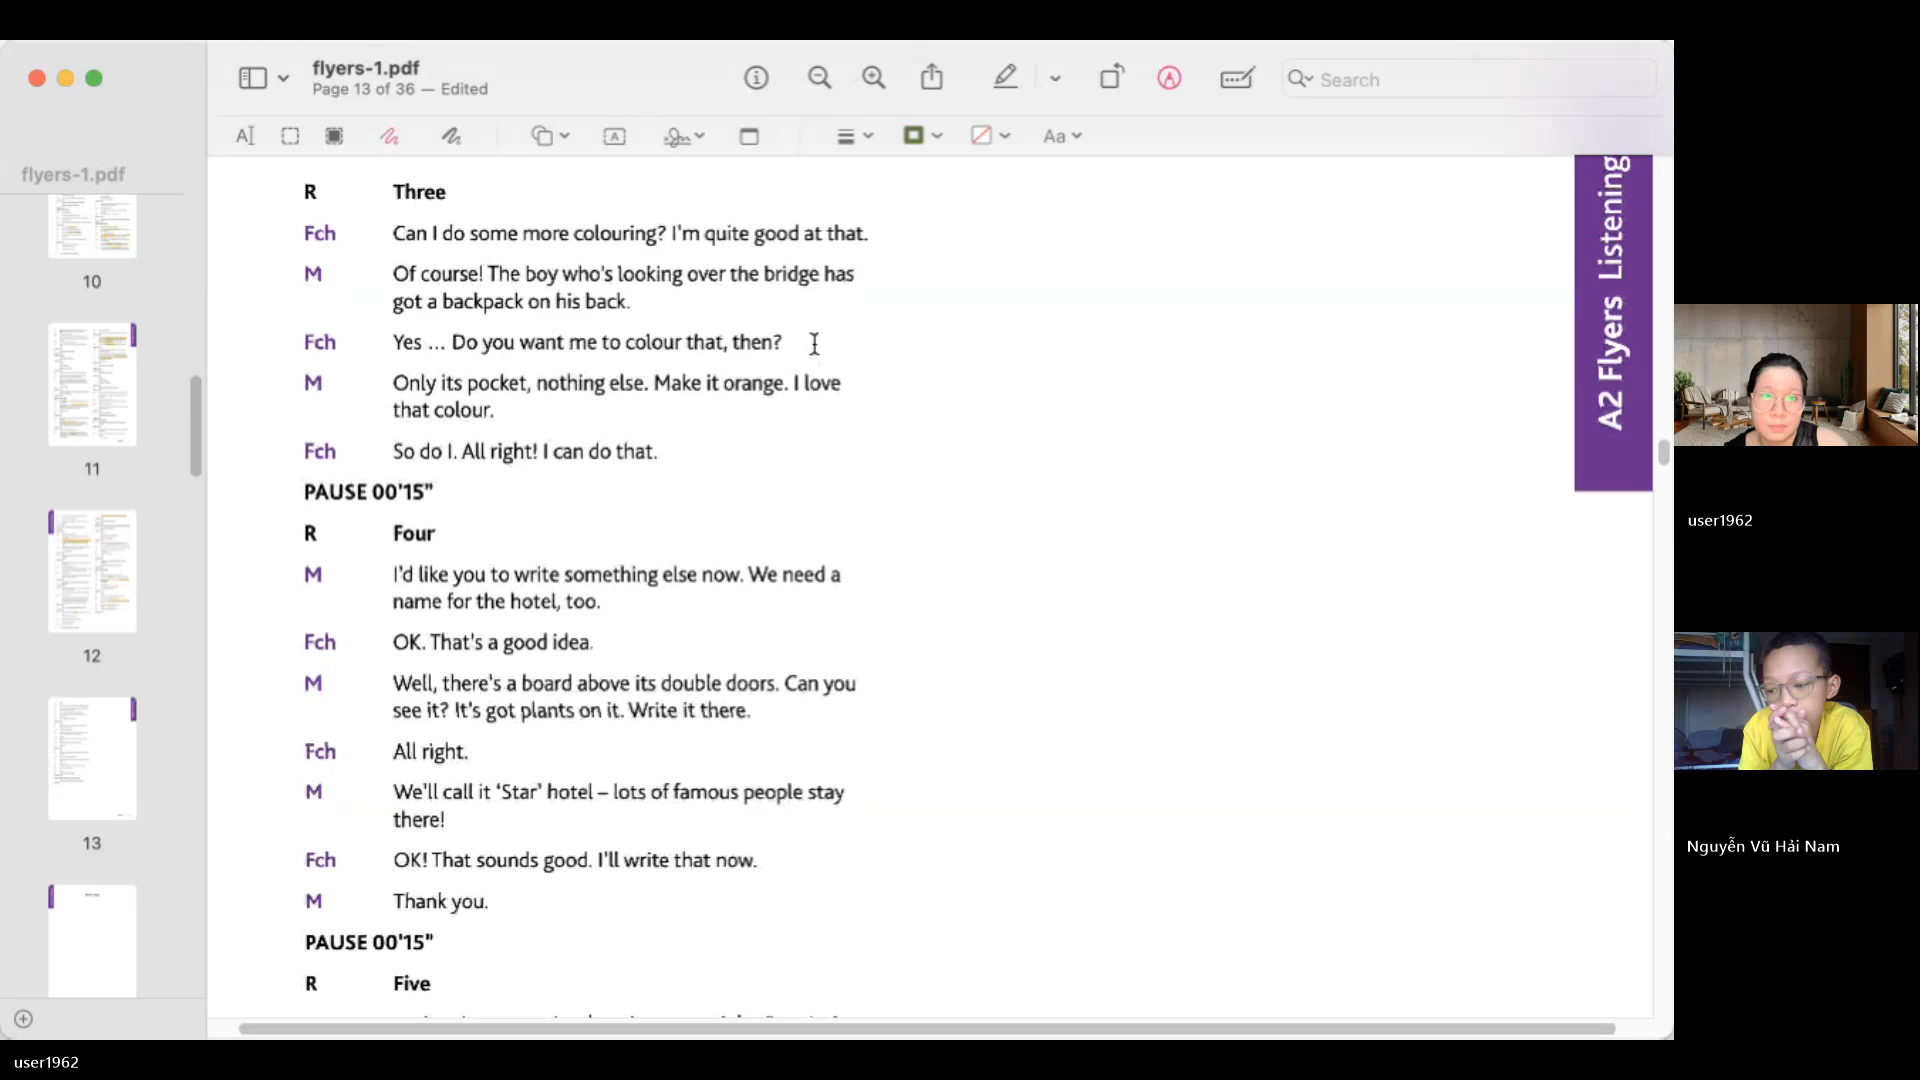 flyers-1.pdf
Page 13 of 36 — Edited
Search
flyers-1.pdf
10
11
12
13
R Three
Fch Can I do some more colouring? I'm quite good at that.
M Of course! The boy who's looking over the bridge has
got a backpack on his back.
Fch Yes ... Do you want me to colour that, then?
M Only its pocket, nothing else. Make it orange. I love
that colour.
Fch So do I. All right! I can do that.
PAUSE 00'15"
R Four
M I'd like you to write something else now. We need a
name for the hotel, too.
Fch OK. That's a good idea.
M Well, there's a board above its double doors. Can you
see it? It's got plants on it. Write it there.
Fch All right.
M We'll call it 'Star' hotel – lots of famous people stay
there!
Fch OK! That sounds good. I'll write that now.
M Thank you.
PAUSE 00'15"
R Five
A2 Flyers Listening
user1962
Nguyễn Vũ Hải Nam
user1962